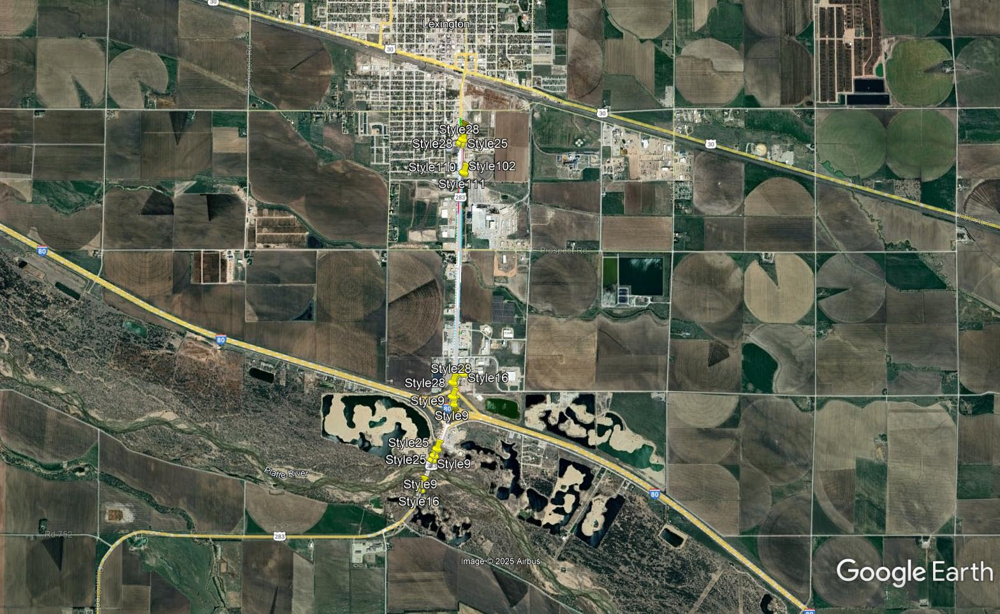 30
Lexington
30
30
30
Style28
Style28
Style25
Style110
Style102
Style111
283
80
E Prospect Rd
80
Style28
Style16
Style28
Style9
80
Style9
Style25
Style25
Style9
Platte River
Style9
Style16
80
Rd 752
283
Image © 2025 Airbus
Google Earth
80